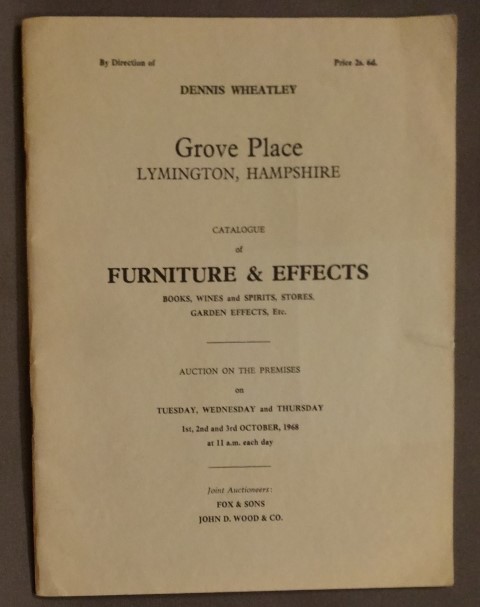 By Direction of Price 2s. 6d.
DENNIS WHEATLEY
Grove Place
LYMINGTON, HAMPSHIRE
CATALOGUE
of
FURNITURE & EFFECTS
BOOKS, WINES and SPIRITS, STORES,
GARDEN EFFECTS, Etc.
AUCTION ON THE PREMISES
on
TUESDAY, WEDNESDAY and THURSDAY
1st, 2nd and 3rd OCTOBER, 1968
at 11 a.m. each day
Joint Auctioneers:
FOX & SONS
JOHN D. WOOD & CO.